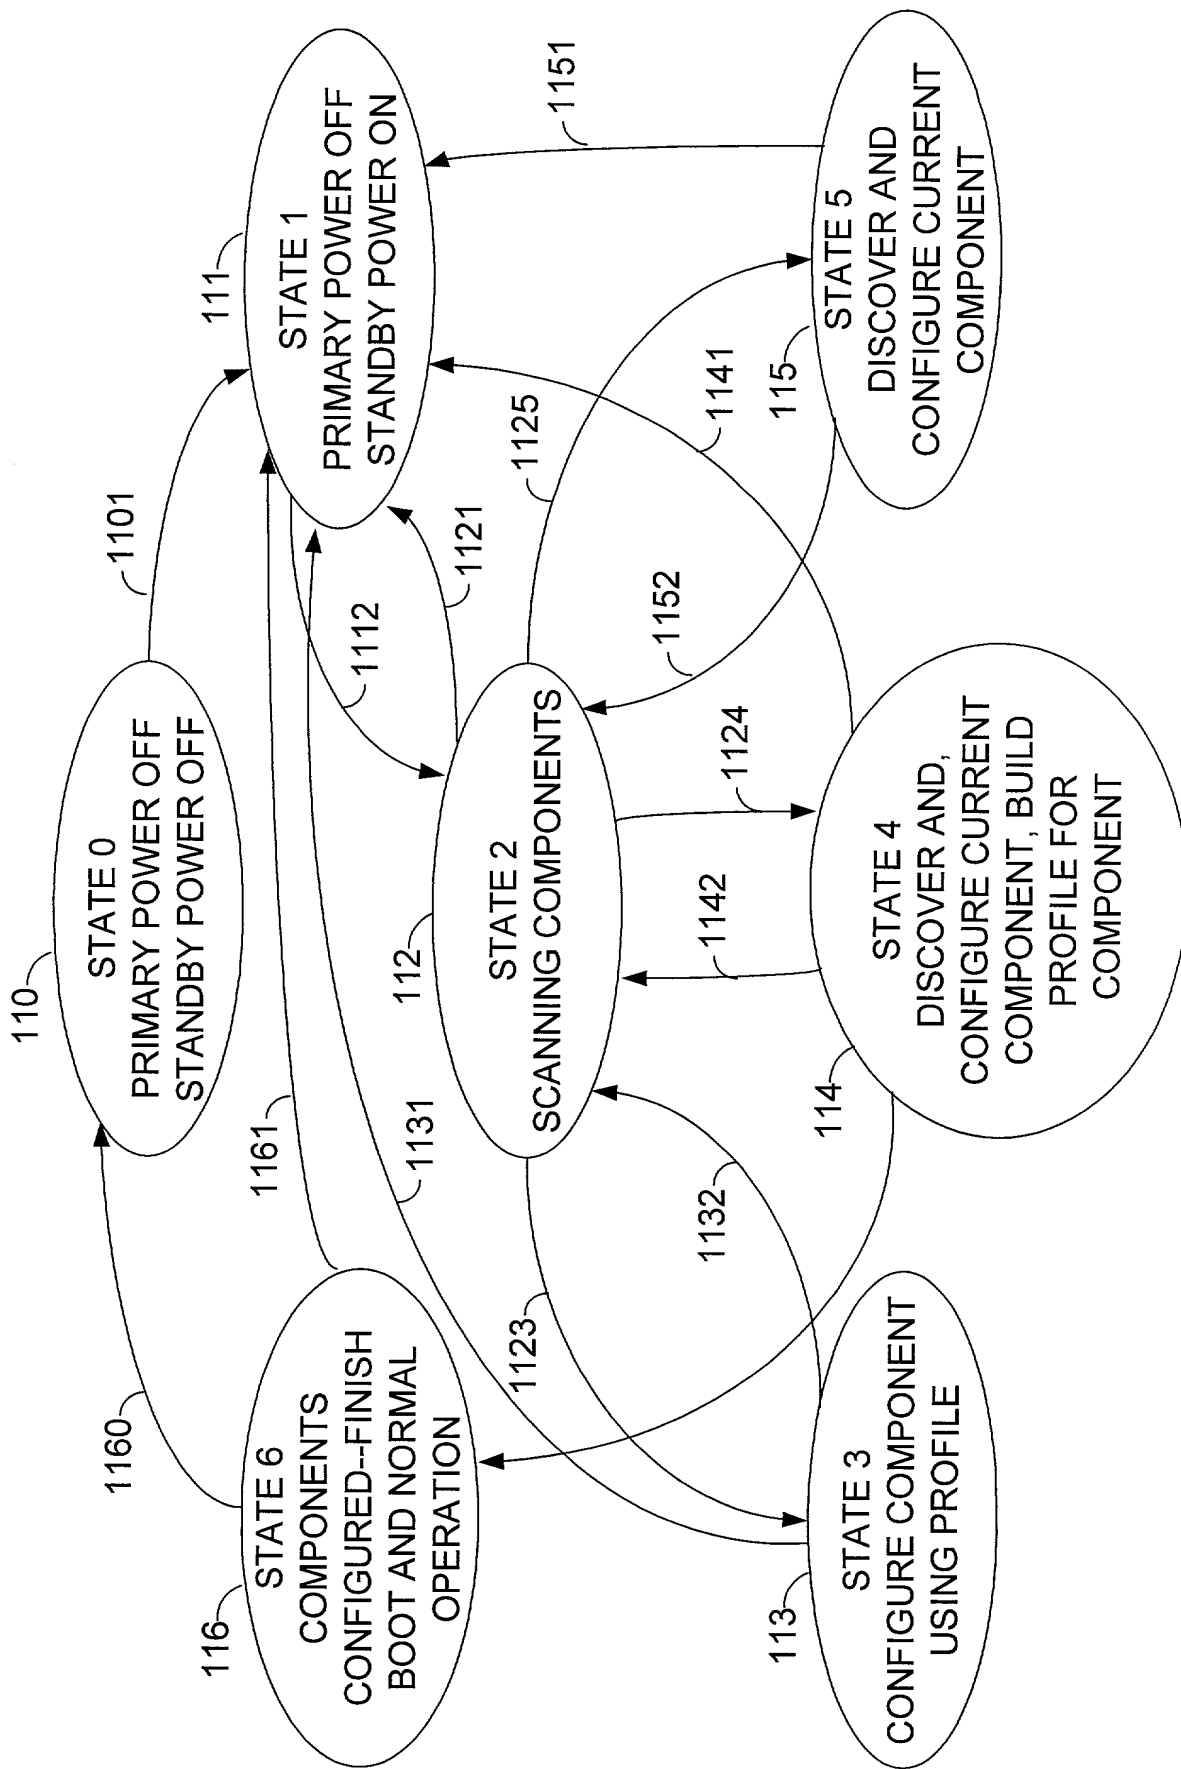 110
STATE 0
PRIMARY POWER OFF
STANDBY POWER OFF
1101
1160
111
STATE 1
PRIMARY POWER OFF
STANDBY POWER ON
116
STATE 6
COMPONENTS
CONFIGURED--FINISH
BOOT AND NORMAL
OPERATION
1161
1131
1112
1121
1151
112
STATE 2
SCANNING COMPONENTS
1123
1125
1132
1142
1124
1152
1141
113
STATE 3
CONFIGURE COMPONENT
USING PROFILE
114
STATE 4
DISCOVER AND,
CONFIGURE CURRENT
COMPONENT, BUILD
PROFILE FOR
COMPONENT
115
STATE 5
DISCOVER AND
CONFIGURE CURRENT
COMPONENT